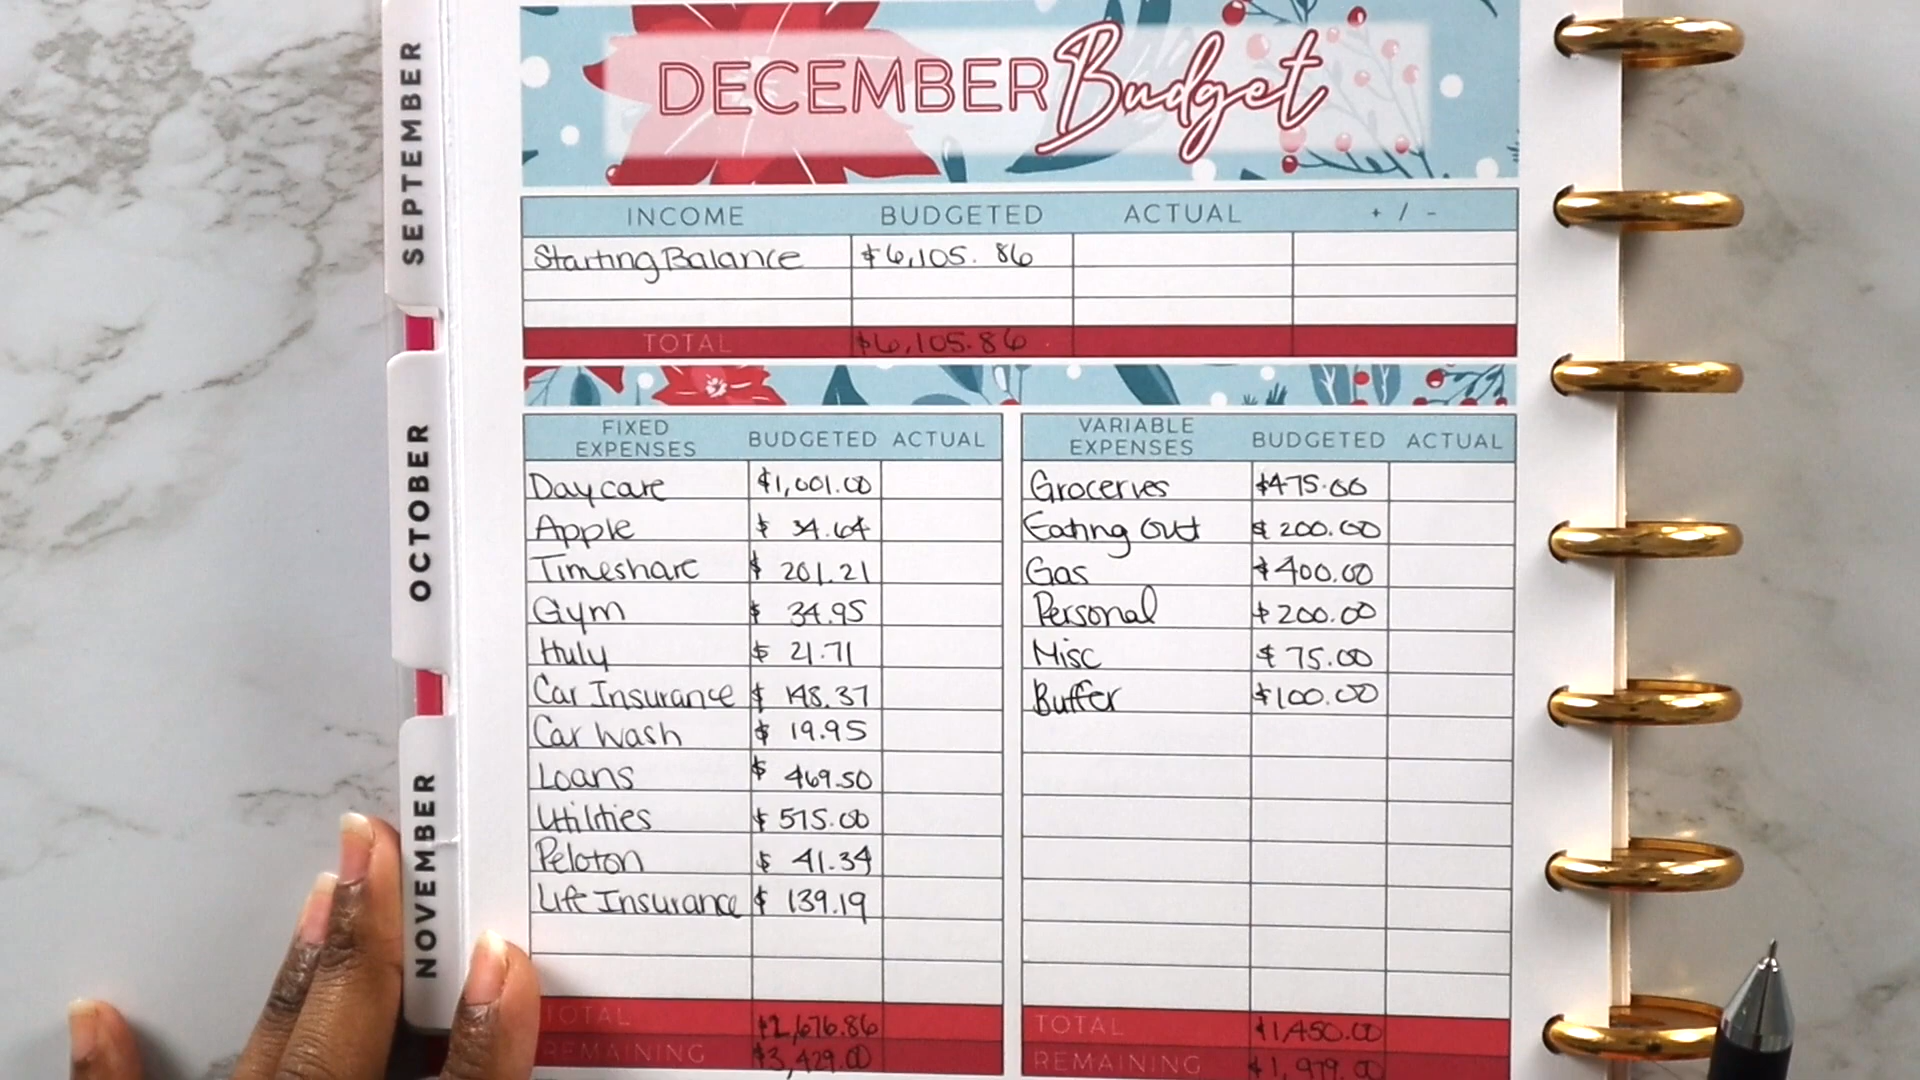 SEPTEMBER
OCTOBER
NOVEMBER
DECEMBER Budget
INCOME BUDGETED ACTUAL + / -
Starting Balance $6,105.86
TOTAL $6,105.86
FIXED EXPENSES BUDGETED ACTUAL
Daycare $1,001.00
Apple $ 34.64
Timeshare $ 201.21
Gym $ 34.95
Huly $ 21.71
Car Insurance $ 148.37
Car Wash $ 19.95
Loans $ 469.50
Utilities $ 575.00
Peloton $ 41.34
Life Insurance $ 139.19
TOTAL $2,676.86
REMAINING $3,429.00
VARIABLE EXPENSES BUDGETED ACTUAL
Groceries $475.00
Eating Out $200.00
Gas $400.00
Personal $200.00
Misc $75.00
Buffer $100.00
TOTAL $1,450.00
REMAINING $1,979.00